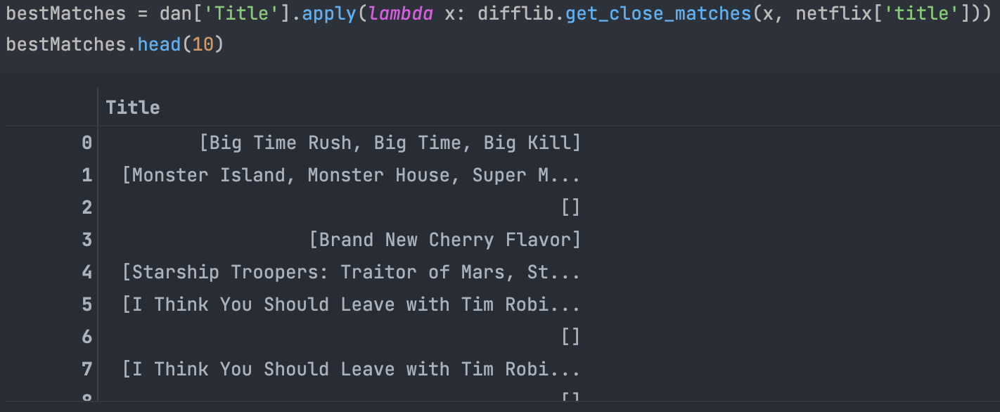 bestMatches = dan['Title'].apply(lambda x: difflib.get_close_matches(x, netflix['title']))
bestMatches.head(10)
Title
0 [Big Time Rush, Big Time, Big Kill]
1 [Monster Island, Monster House, Super M...
2 []
3 [Brand New Cherry Flavor]
4 [Starship Troopers: Traitor of Mars, St...
5 [I Think You Should Leave with Tim Robi...
6 []
7 [I Think You Should Leave with Tim Robi...
8 []